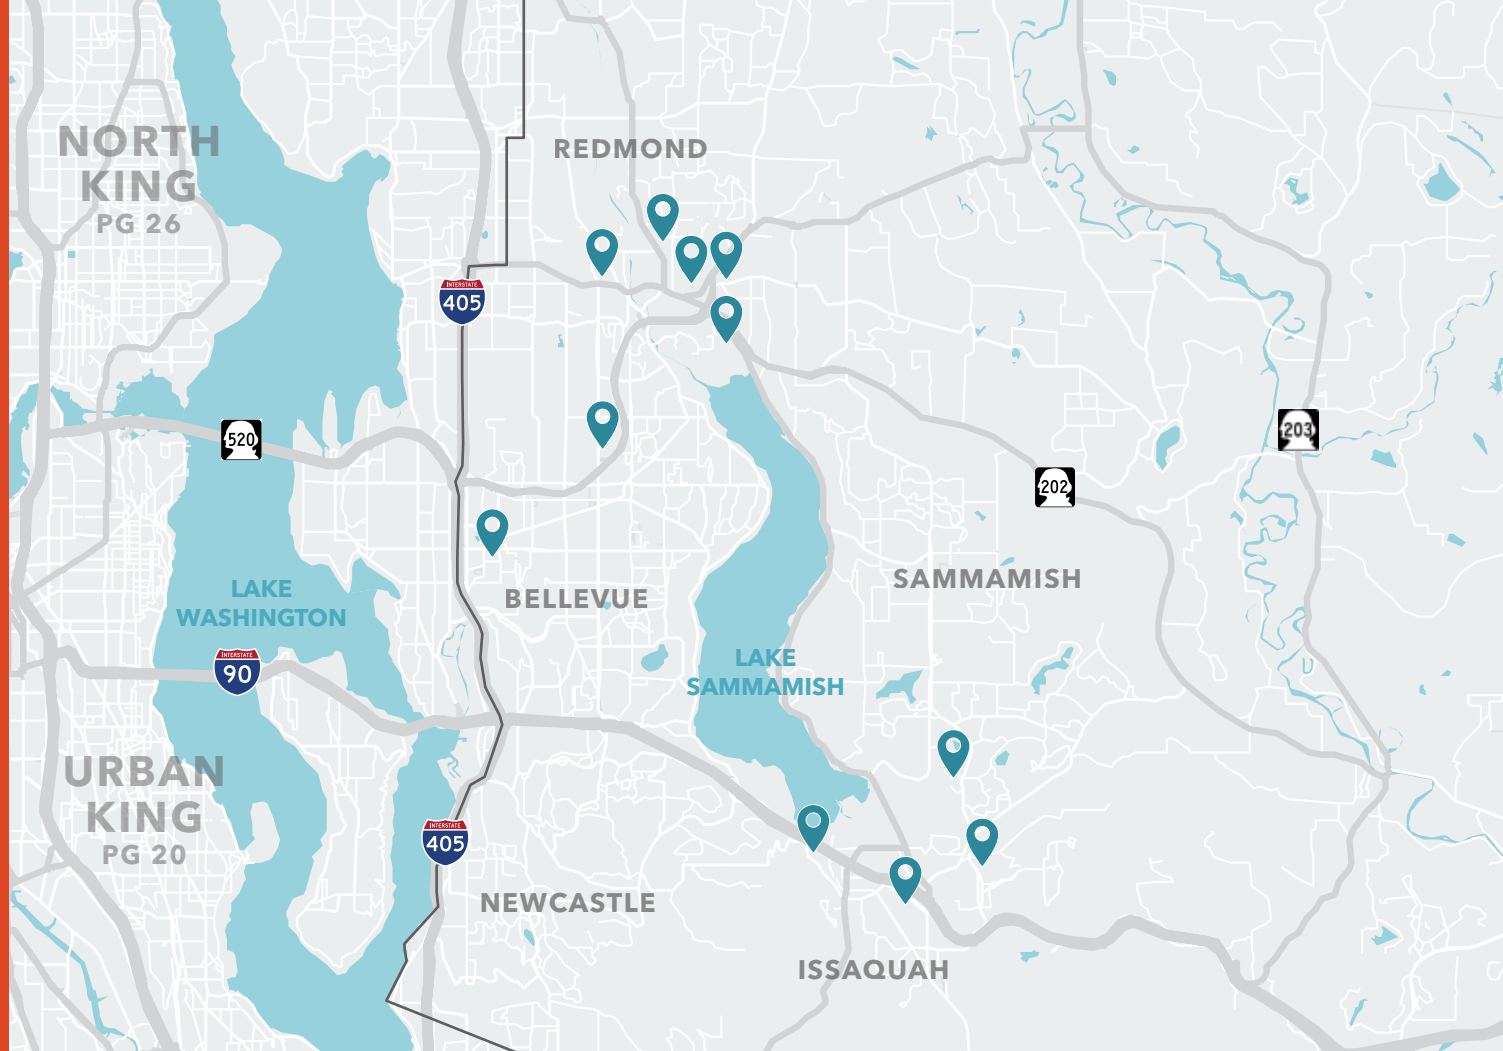 NORTH
KING
PG 26
REDMOND
INTERSTATE
405
520
203
202
SAMMAMISH
LAKE
WASHINGTON
BELLEVUE
INTERSTATE
90
LAKE
SAMMAMISH
URBAN
KING
PG 20
INTERSTATE
405
NEWCASTLE
ISSAQUAH